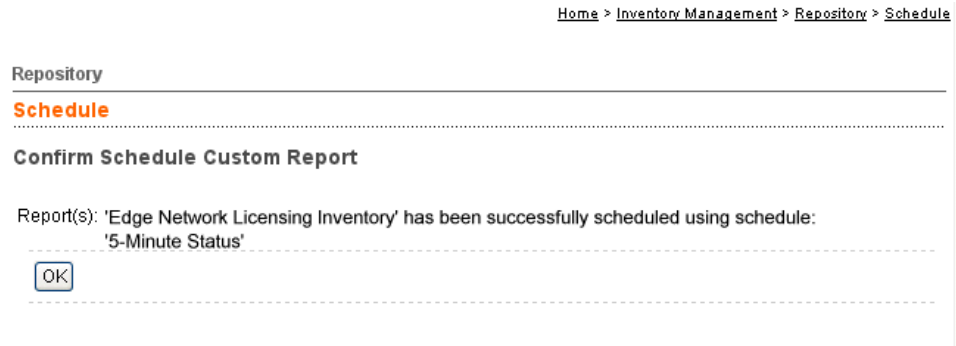 Home > Inventory Management > Repository > Schedule
Repository
Schedule
Confirm Schedule Custom Report
Report(s): 'Edge Network Licensing Inventory' has been successfully scheduled using schedule:
'5-Minute Status'
OK